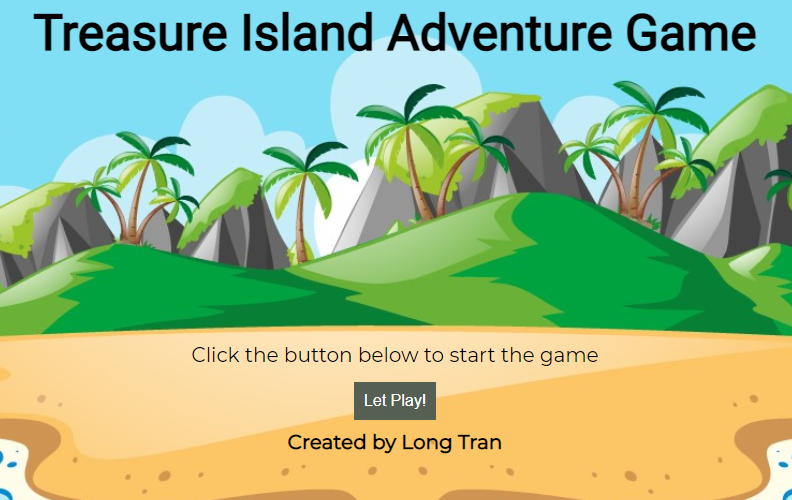 Treasure Island Adventure Game
Click the button below to start the game
Let Play!
Created by Long Tran